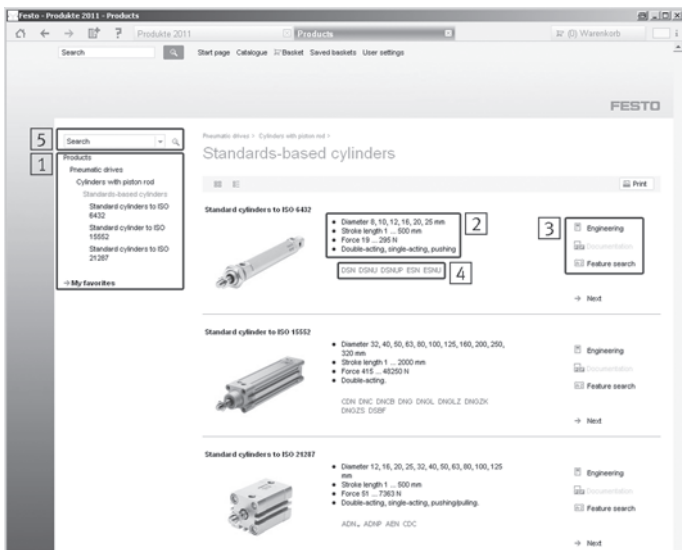 Festo - Produkte 2011 - Products
Produkte 2011
Products
(0) Warenkorb
Search
Start page Catalogue Basket Saved baskets User settings
FESTO
5
Search
1
Products
Pneumatic drives
Cylinders with piston rod
Standards-based cylinders
Standard cylinders to ISO
6432
Standard cylinder to ISO
15552
Standard cylinders to ISO
21287
→ My favorites
Pneumatic drives > Cylinders with piston rod >
Standards-based cylinders
Print
Standard cylinders to ISO 6432
• Diameter 8, 10, 12, 16, 20, 25 mm
• Stroke length 1 ... 500 mm
• Force 19 ... 295 N
• Double-acting, single-acting, pushing
2
DSN DSNU DSNUP ESN ESNU
4
3
Engineering
Documentation
Feature search
→ Next
Standard cylinder to ISO 15552
• Diameter 32, 40, 50, 63, 80, 100, 125, 160, 200, 250,
320 mm
• Stroke length 1 ... 2000 mm
• Force 415 ... 48250 N
• Double-acting.
CDN DNC DNCB DNG DNGL DNGLZ DNGZK
DNGZS DSBF
Engineering
Documentation
Feature search
→ Next
Standard cylinders to ISO 21287
• Diameter 12, 16, 20, 25, 32, 40, 50, 63, 80, 100, 125
mm
• Stroke length 1 ... 500 mm
• Force 51 ... 7363 N
• Double-acting, single-acting, pushing/pulling.
ADN... ADNP AEN CDC
Engineering
Documentation
Feature search
→ Next